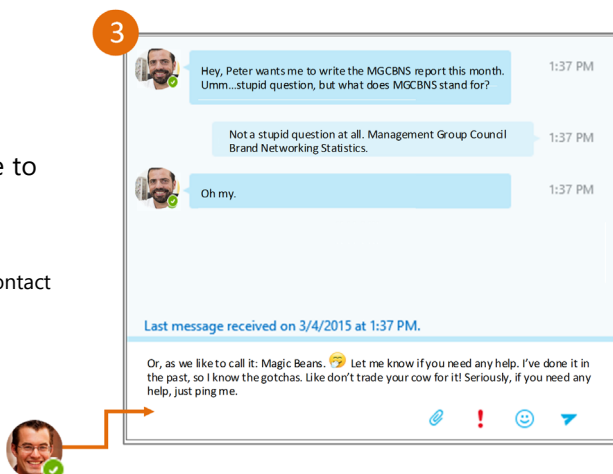 3
Hey, Peter wants me to write the MGCBNS report this month.
1:37 PM
Umm...stupid question, but what does MGCBNS stand for?
Not a stupid question at all. Management Group Council
1:37 PM
Brand Networking Statistics.
e to
Oh my.
1:37 PM
ontact
Last message received on 3/4/2015 at 1:37 PM.
Or, as we like to call it: Magic Beans. Let me know if you need any help. I've done it in
the past, so I know the gotchas. Like don't trade your cow for it! Seriously, if you need any
help, just ping me.